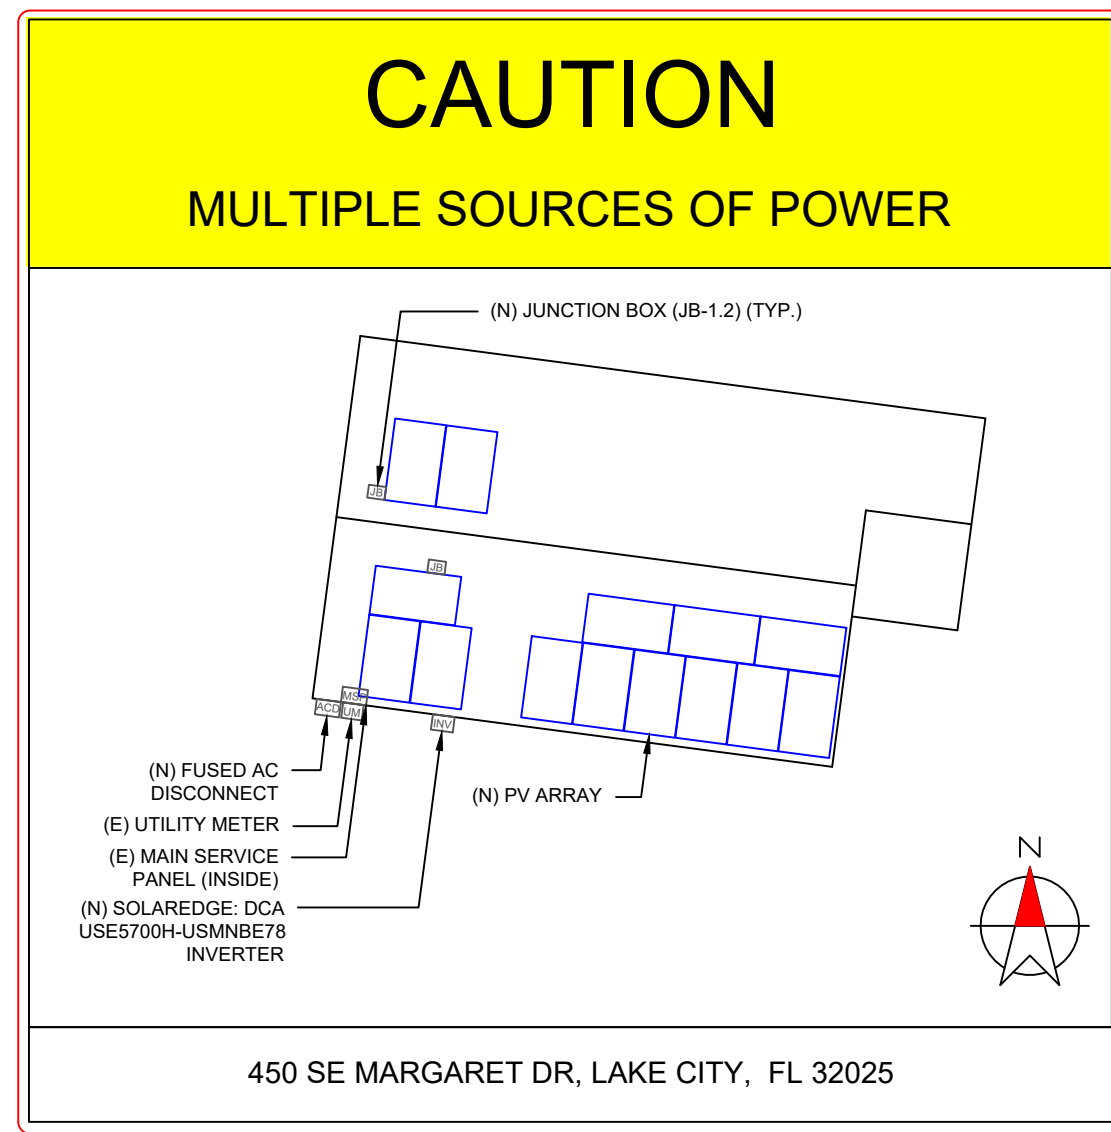 CAUTION
MULTIPLE SOURCES OF POWER
(N) JUNCTION BOX (JB-1.2) (TYP.)
JB
JB
MSP
ACD
UM
INV
(N) FUSED AC
DISCONNECT
(E) UTILITY METER
(E) MAIN SERVICE
PANEL (INSIDE)
(N) SOLAREDGE: DCA
USE5700H-USMNBE78
INVERTER
(N) PV ARRAY
N
450 SE MARGARET DR, LAKE CITY,  FL 32025